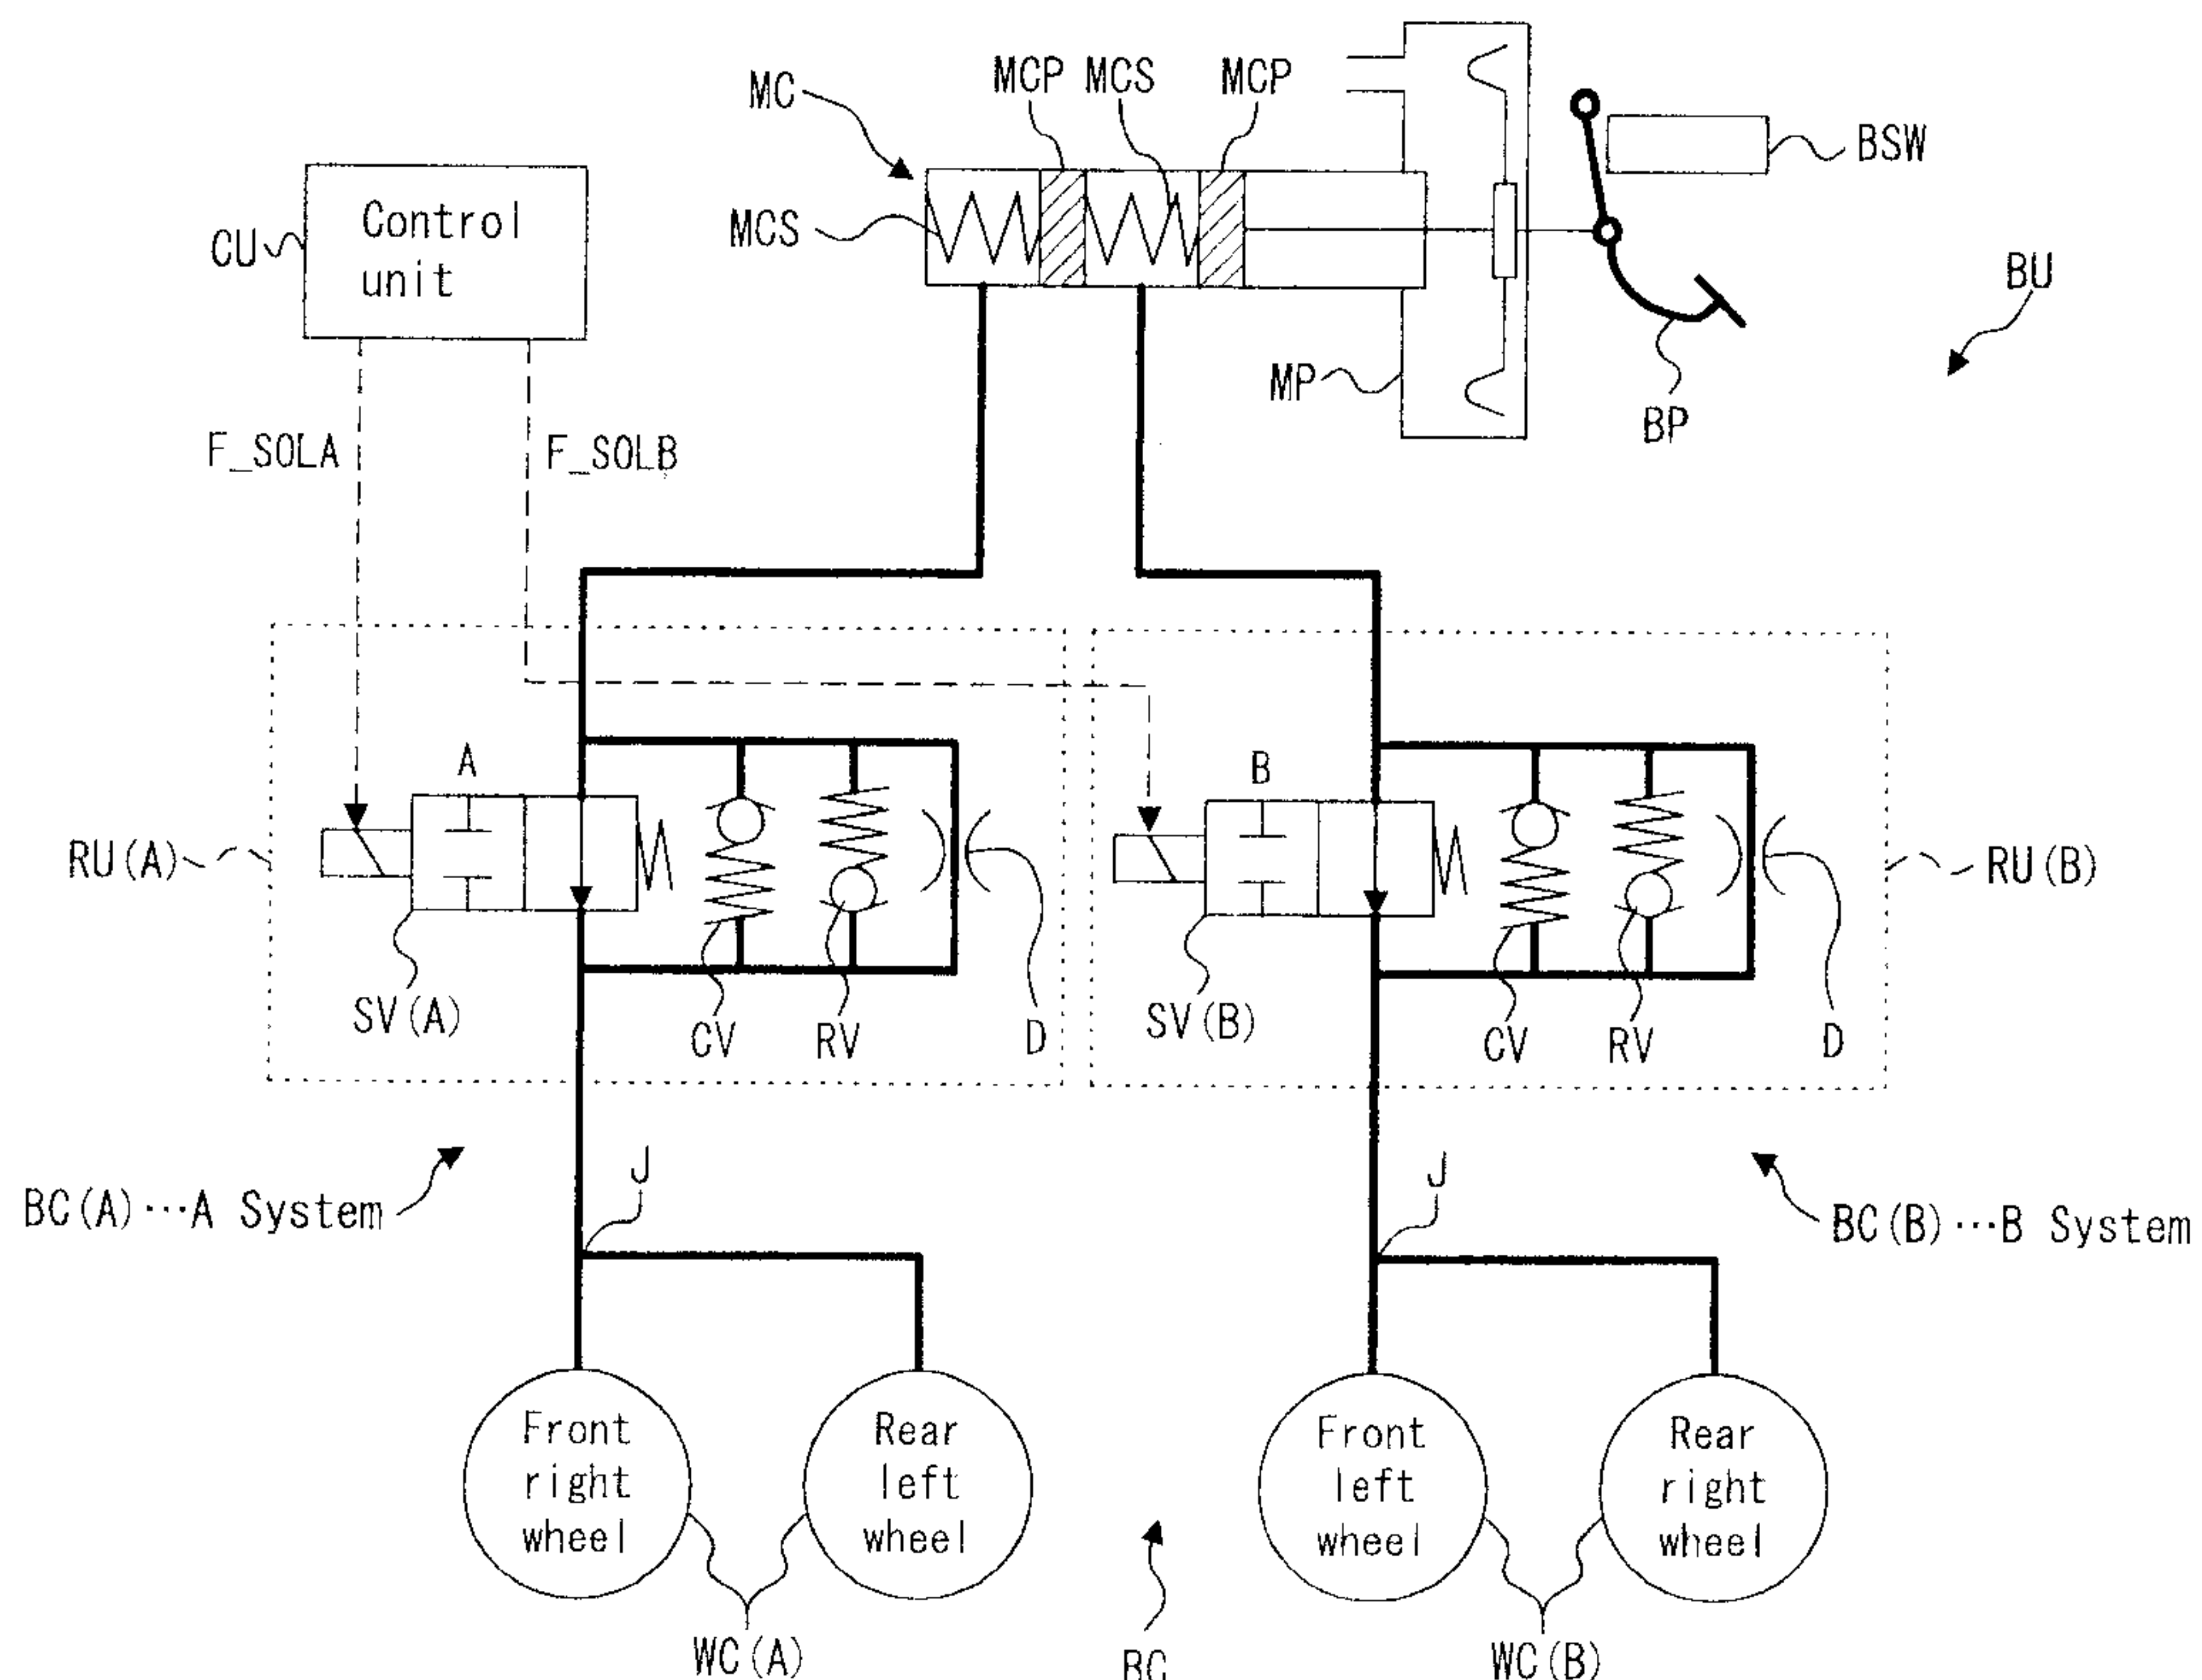 MC
MCP
MCS
MCP
BSW
Control
unit
CU
MCS
BU
MP
BP
F_SOLA
F_SOLB
A
B
RU(A)
RU(B)
SV(A)
CV
RV
D
SV(B)
CV
RV
D
J
J
BC(A)···A System
BC(B)···B System
Front
right
wheel
Rear
left
wheel
Front
left
wheel
Rear
right
wheel
WC(A)
BC
WC(B)